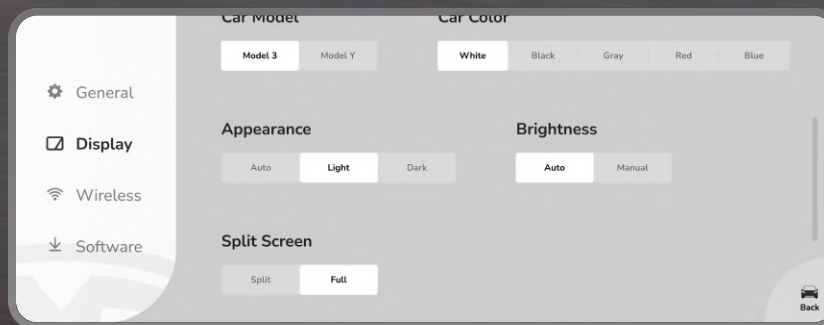 Car Model
Car Color
Model 3 Model Y
White Black Gray Red Blue
General
Display
Wireless
Software
Appearance
Brightness
Auto Light Dark
Auto Manual
Split Screen
Split Full
Back